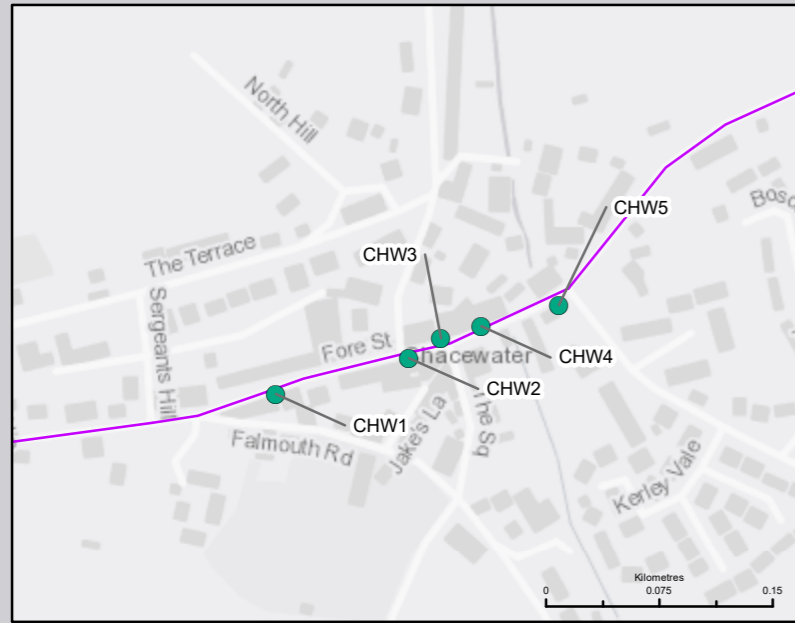 North Hill
CHW5
Bosc
CHW3
The Terrace
Sergeants Hill
Fore St
Chacewater
CHW4
CHW2
CHW1
The Sq
Jake's La
Falmouth Rd
Kerley Vale
Kilometres
0 0.075 0.15